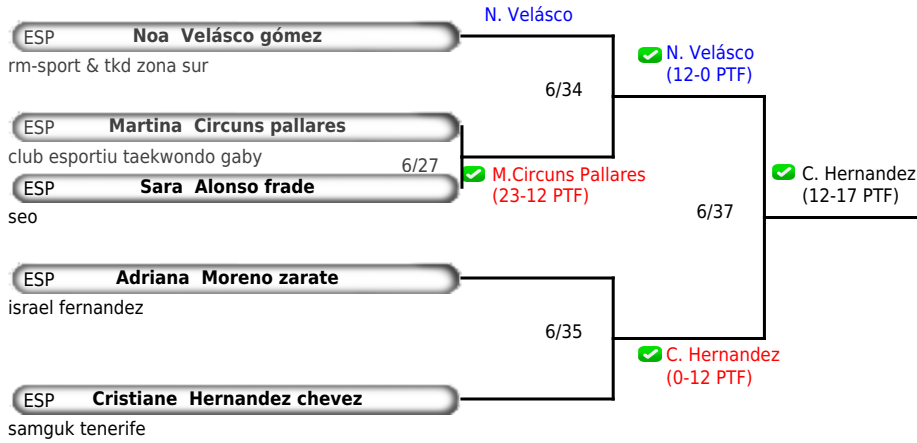 N. Velásco
ESP Noa Velásco gómez
rm-sport & tkd zona sur
N. Velásco
(12-0 PTF)
6/34
ESP Martina Circuns pallares
club esportiu taekwondo gaby
6/27
M.Circuns Pallares
(23-12 PTF)
ESP Sara Alonso frade
seo
C. Hernandez
(12-17 PTF)
6/37
ESP Adriana Moreno zarate
israel fernandez
6/35
C. Hernandez
(0-12 PTF)
ESP Cristiane Hernandez chevez
samguk tenerife